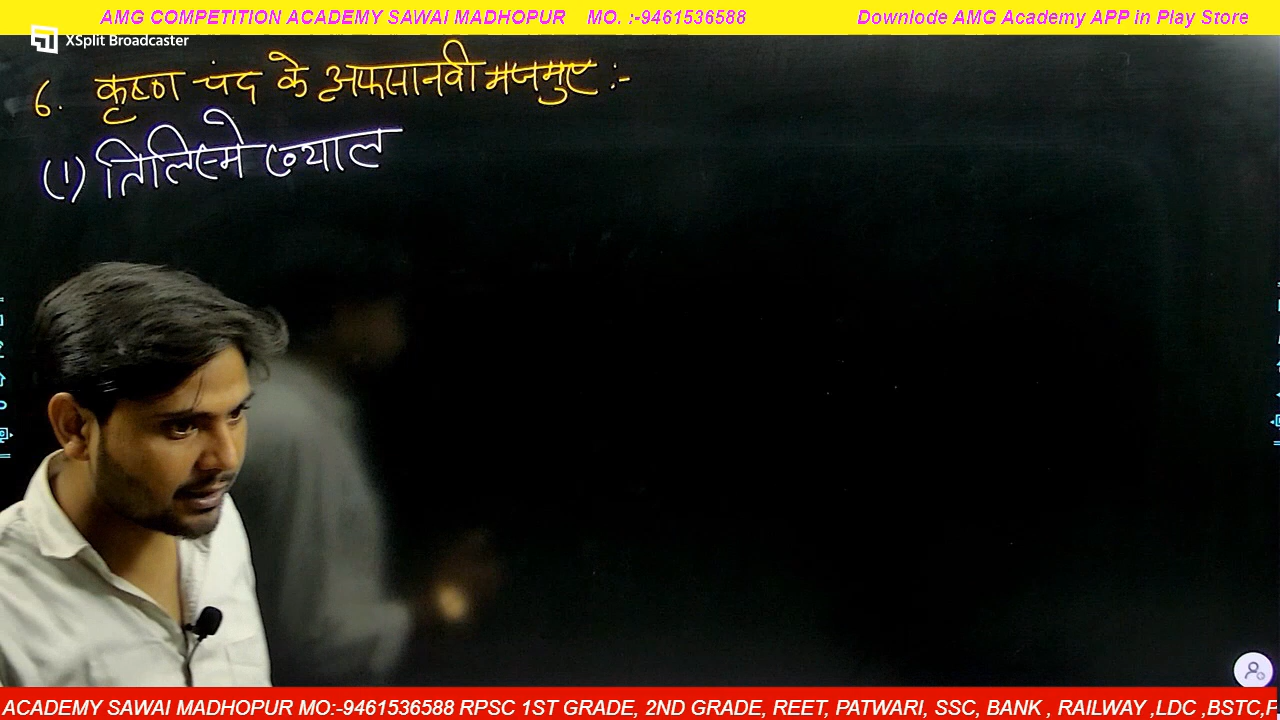 AMG COMPETITION ACADEMY SAWAI MADHOPUR MO. :-9461536588 Downlode AMG Academy APP in Play Store
XSplit Broadcaster
6. कृष्ण चंद के अफसानवी मजमुए :-
(1) तिलिस्मे ख्याल
ACADEMY SAWAI MADHOPUR MO:-9461536588 RPSC 1ST GRADE, 2ND GRADE, REET, PATWARI, SSC, BANK , RAILWAY ,LDC ,BSTC,P